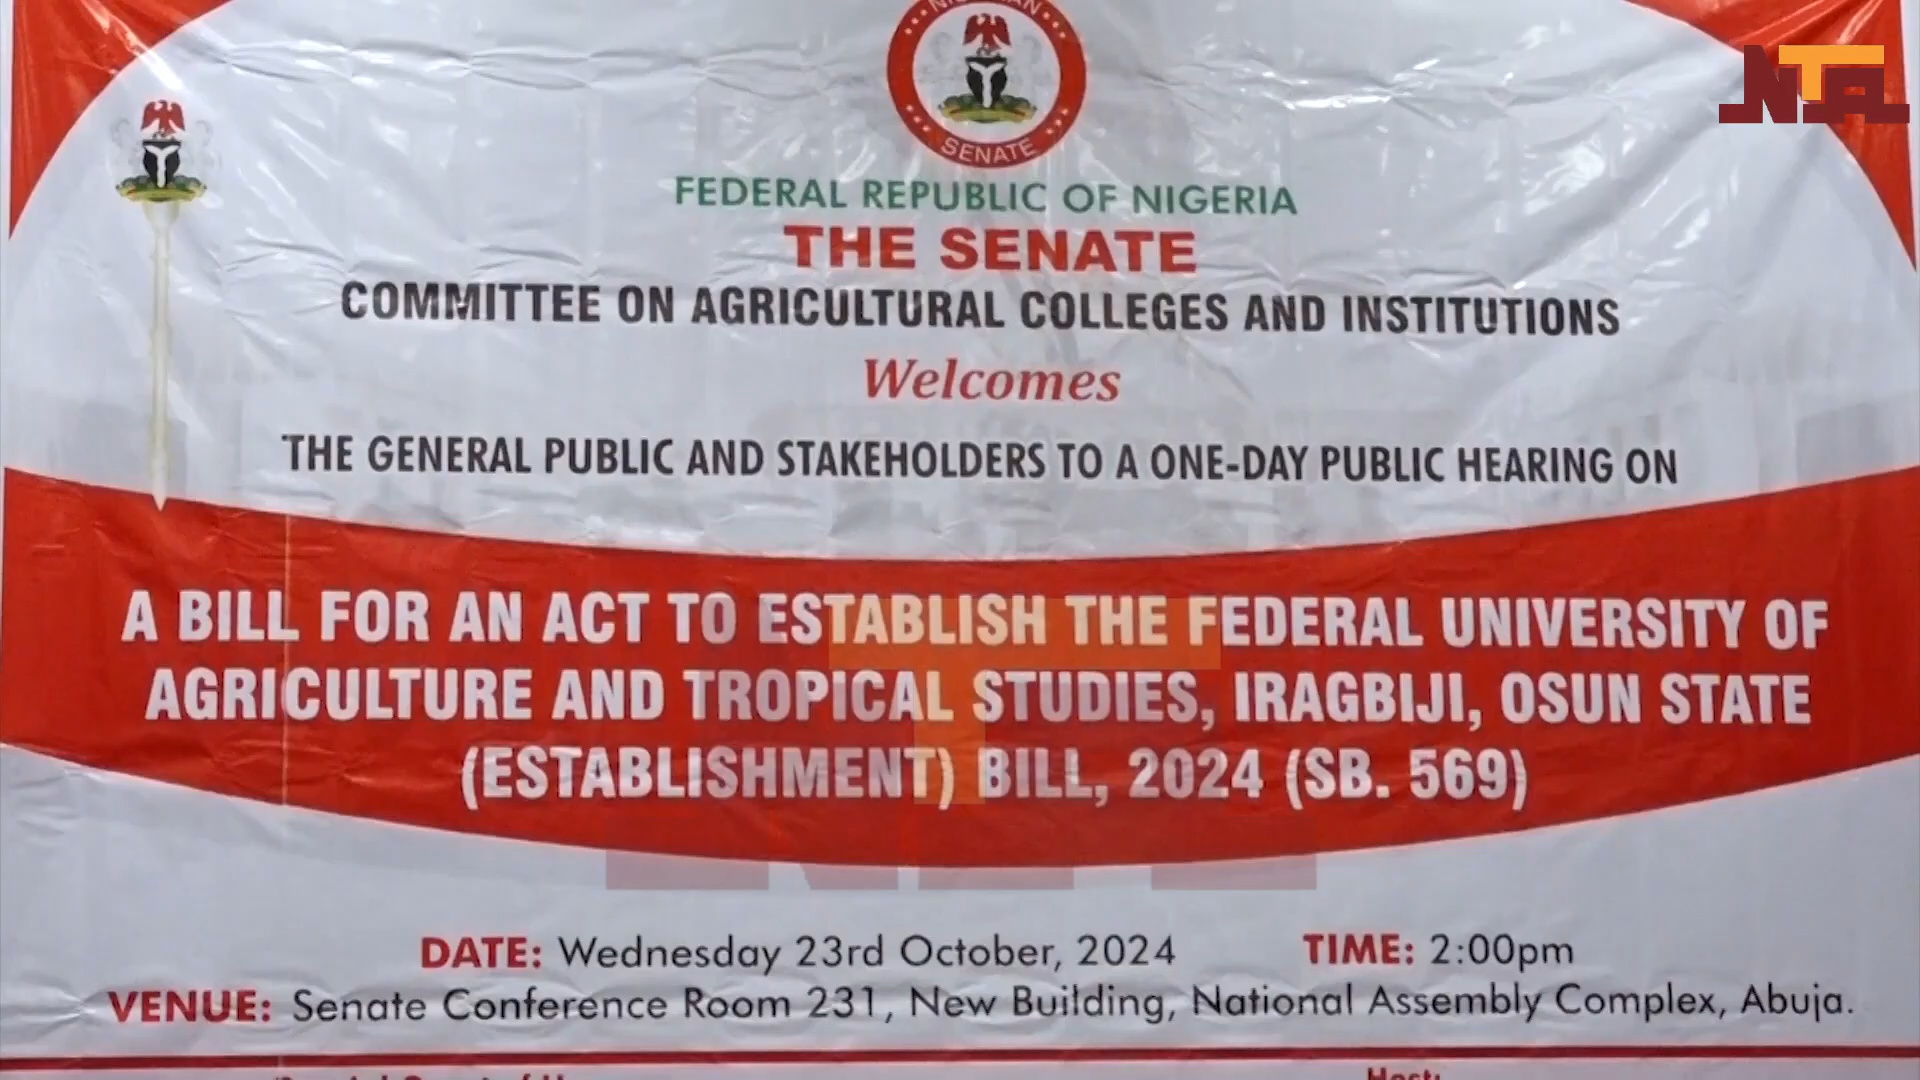 NTA
SENATE
FEDERAL REPUBLIC OF NIGERIA
THE SENATE
COMMITTEE ON AGRICULTURAL COLLEGES AND INSTITUTIONS
Welcomes
THE GENERAL PUBLIC AND STAKEHOLDERS TO A ONE-DAY PUBLIC HEARING ON
A BILL FOR AN ACT TO ESTABLISH THE FEDERAL UNIVERSITY OF
AGRICULTURE AND TROPICAL STUDIES, IRAGBIJI, OSUN STATE
(ESTABLISHMENT) BILL, 2024 (SB. 569)
DATE: Wednesday 23rd October, 2024 TIME: 2:00pm
VENUE: Senate Conference Room 231, New Building, National Assembly Complex, Abuja.
Host: